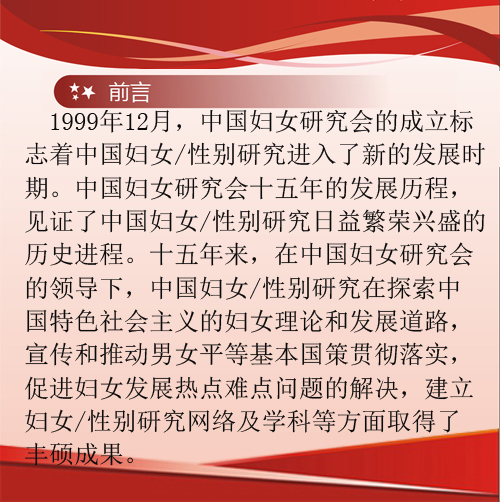 前言
1999年12月，中国妇女研究会的成立标
志着中国妇女/性别研究进入了新的发展时
期。中国妇女研究会十五年的发展历程，
见证了中国妇女/性别研究日益繁荣兴盛的
历史进程。十五年来，在中国妇女研究会
的领导下，中国妇女/性别研究在探索中
国特色社会主义的妇女理论和发展道路，
宣传和推动男女平等基本国策贯彻落实，
促进妇女发展热点难点问题的解决，建立
妇女/性别研究网络及学科等方面取得了
丰硕成果。